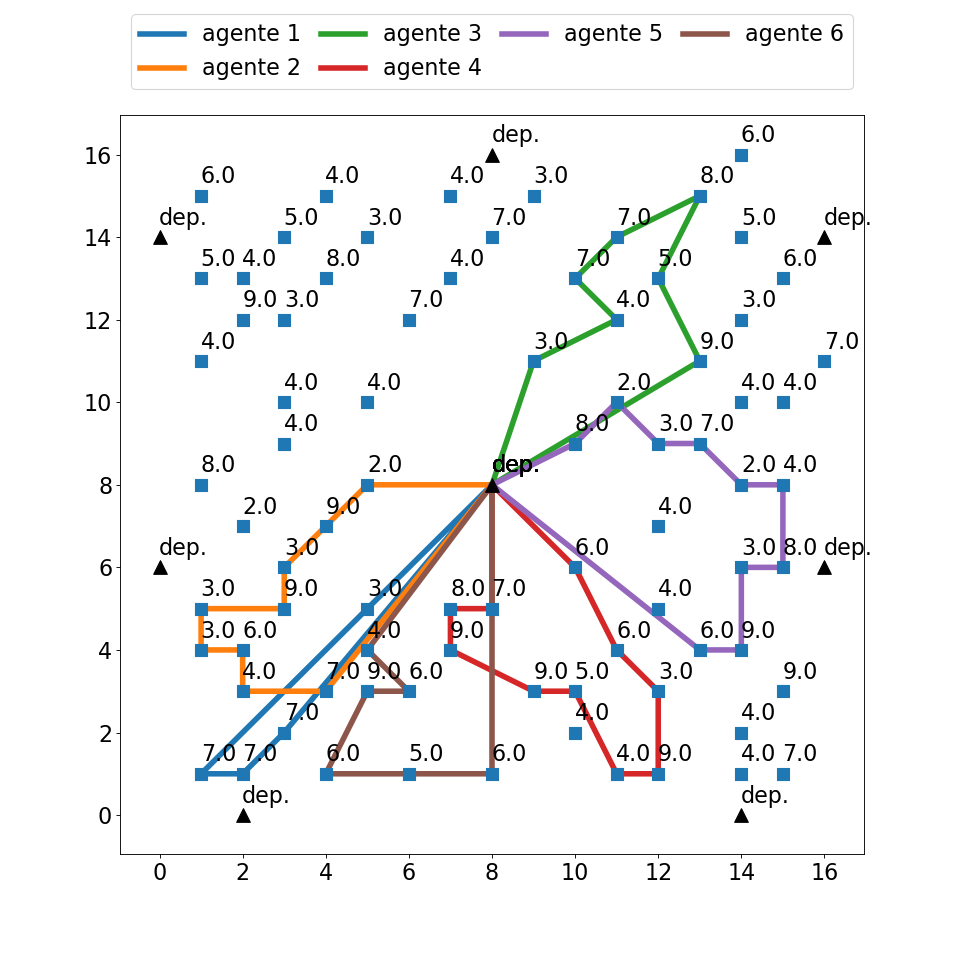 agente 1 agente 3 agente 5 agente 6
agente 2 agente 4
6.0
dep.
16
6.0 4.0 4.0 3.0 8.0
dep. 5.0 3.0 7.0 7.0 5.0 dep.
14
5.0 4.0 8.0 4.0 7.0 5.0 6.0
9.0 3.0 7.0 4.0 3.0
12
4.0 3.0 9.0 7.0
4.0 4.0 2.0 4.0 4.0
10
4.0 8.0 3.0 7.0
8.0 2.0 dep. 2.0 4.0
8
2.0 9.0 4.0
dep. 3.0 6.0 3.0 8.0 dep.
6
3.0 9.0 3.0 8.0 7.0 4.0
3.0 6.0 4.0 9.0 6.0 6.0 9.0
4
4.0 7.0 9.0 6.0 9.0 5.0 3.0 9.0
7.0 4.0 4.0
2
7.0 7.0 6.0 5.0 6.0 4.0 9.0 4.0 7.0
dep. dep.
0
0 2 4 6 8 10 12 14 16